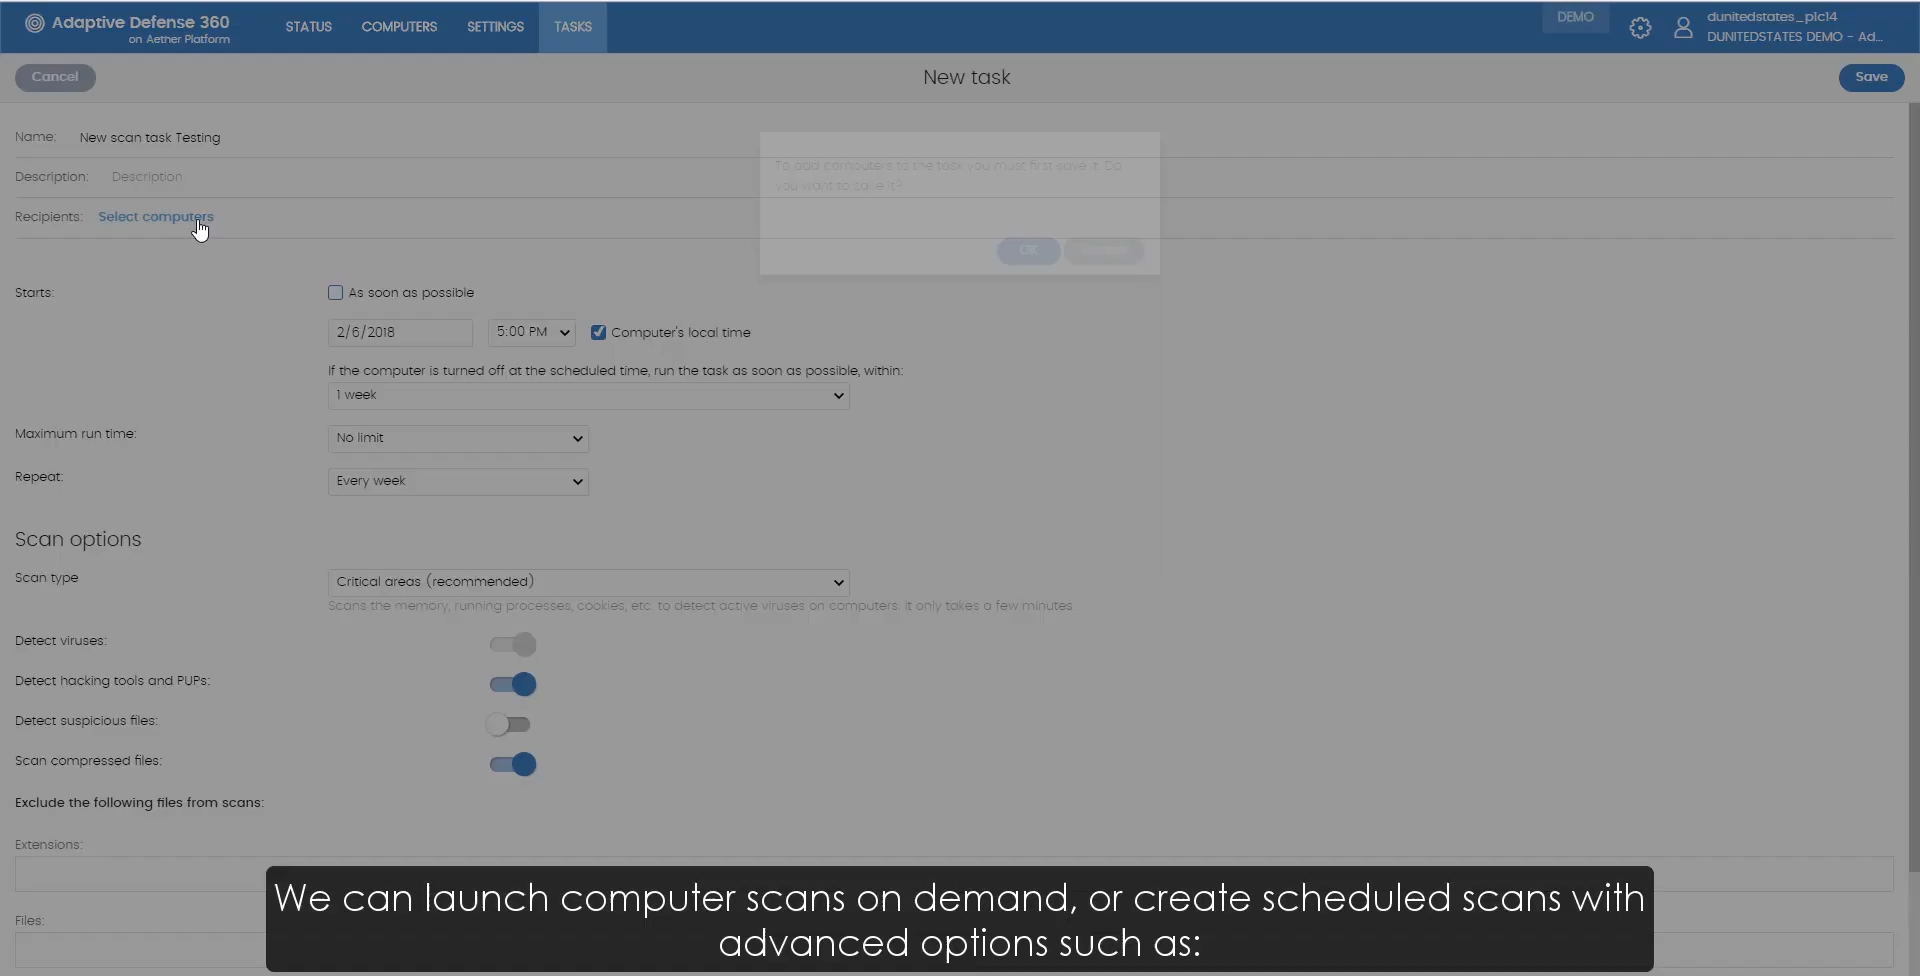 Adaptive Defense 360
on Aether Platform
STATUS
COMPUTERS
SETTINGS
TASKS
DEMO
dunitedstates_p1c14
DUNITEDSTATES DEMO - Ad...
Cancel
New task
Save
Name: New scan task Testing
To add computers to the task you must first save it. Do
you want to save it?
OK
Description: Description
Recipients: Select computers
Starts: As soon as possible
2/6/2018 5:00 PM Computer's local time
If the computer is turned off at the scheduled time, run the task as soon as possible, within:
1 week
Maximum run time: No limit
Repeat: Every week
Scan options
Scan type Critical areas (recommended)
Scans the memory, running processes, cookies, etc. to detect active viruses on computers. It only takes a few minutes
Detect viruses:
Detect hacking tools and PUPs:
Detect suspicious files:
Scan compressed files:
Exclude the following files from scans:
Extensions:
Files:
We can launch computer scans on demand, or create scheduled scans with
advanced options such as: